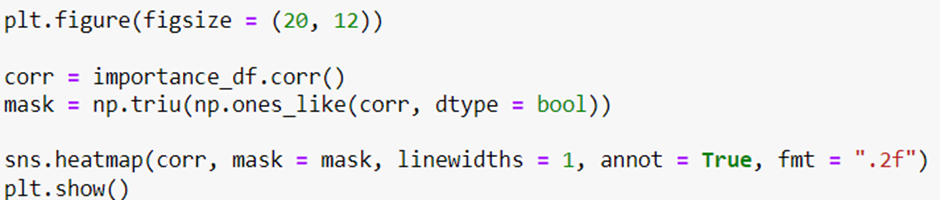 plt.figure(figsize = (20, 12))
corr = importance_df.corr()
mask = np.triu(np.ones_like(corr, dtype = bool))
sns.heatmap(corr, mask = mask, linewidths = 1, annot = True, fmt = ".2f")
plt.show()